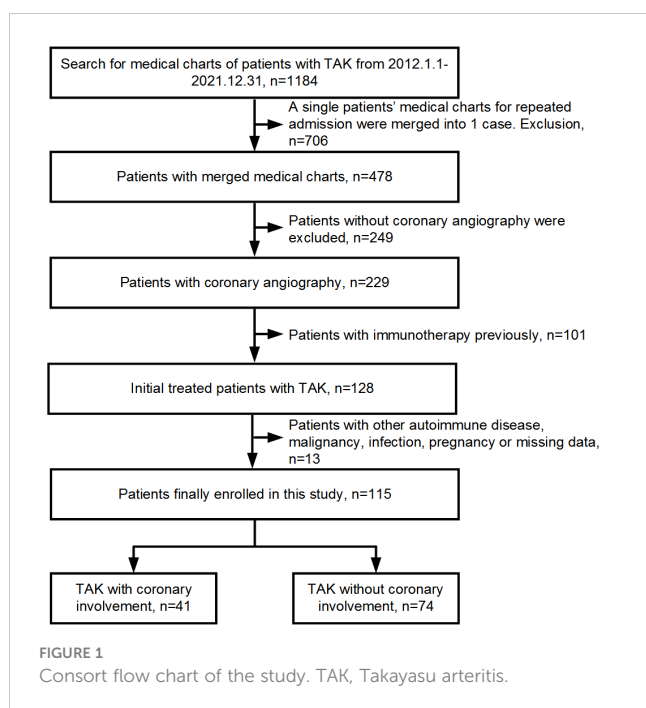 Search for medical charts of patients with TAK from 2012.1.1-
2021.12.31, n=1184
A single patients’ medical charts for repeated
admission were merged into 1 case. Exclusion,
n=706
Patients with merged medical charts, n=478
Patients without coronary angiography were
excluded, n=249
Patients with coronary angiography, n=229
Patients with immunotherapy previously, n=101
Initial treated patients with TAK, n=128
Patients with other autoimmune disease,
malignancy, infection, pregnancy or missing data,
n=13
Patients finally enrolled in this study, n=115
TAK with coronary
involvement, n=41
TAK without coronary
involvement, n=74
FIGURE 1
Consort flow chart of the study. TAK, Takayasu arteritis.